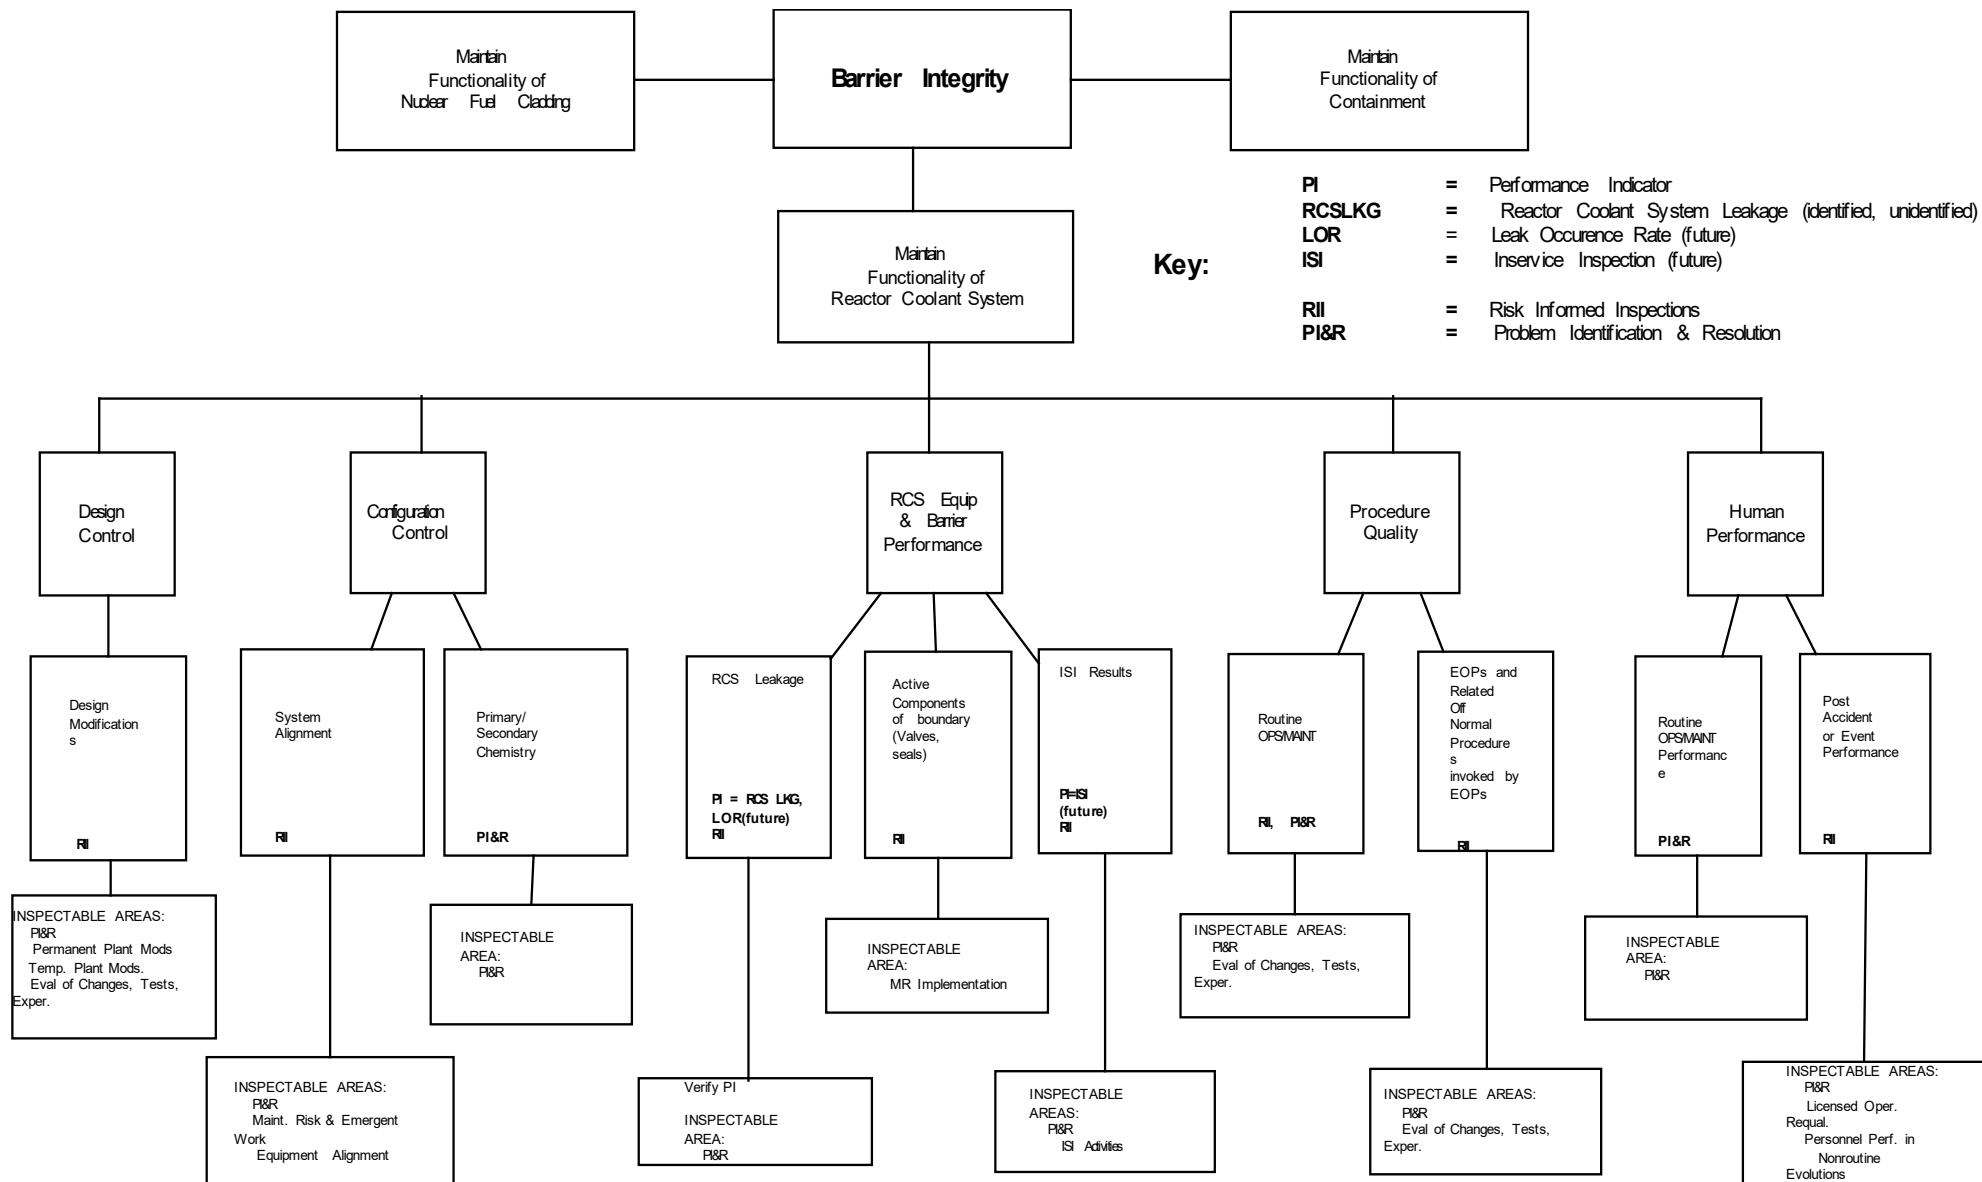 Maintain
Functionality of
Nuclear Fuel Cladding
Barrier Integrity
Maintain
Functionality of
Containment
Maintain
Functionality of
Reactor Coolant System
Key:
PI = Performance Indicator
RCSLKG = Reactor Coolant System Leakage (identified, unidentified)
LOR = Leak Occurence Rate (future)
ISI = Inservice Inspection (future)
RII = Risk Informed Inspections
PI&R = Problem Identification & Resolution
Design
Control
Configuration
Control
RCS Equip
& Barrier
Performance
Procedure
Quality
Human
Performance
Design
Modification
s
RII
System
Alignment
RII
Primary/
Secondary
Chemistry
PI&R
RCS Leakage
PI = RCS LKG,
LOR(future)
RII
Active
Components
of boundary
(Valves,
seals)
RII
ISI Results
PI=ISI
(future)
RII
Routine
OPS/MAINT
RII, PI&R
EOPs and
Related
Off
Normal
Procedure
s
invoked by
EOPs
RII
Routine
OPS/MAINT
Performanc
e
PI&R
Post
Accident
or Event
Performance
RII
INSPECTABLE AREAS:
PI&R
Permanent Plant Mods
Temp. Plant Mods.
Eval of Changes, Tests,
Exper.
INSPECTABLE AREAS:
PI&R
Maint. Risk & Emergent
Work
Equipment Alignment
INSPECTABLE
AREA:
PI&R
Verify PI
INSPECTABLE
AREA:
PI&R
INSPECTABLE
AREA:
MR Implementation
INSPECTABLE
AREAS:
PI&R
ISI Activities
INSPECTABLE AREAS:
PI&R
Eval of Changes, Tests,
Exper.
INSPECTABLE AREAS:
PI&R
Eval of Changes, Tests,
Exper.
INSPECTABLE
AREA:
PI&R
INSPECTABLE AREAS:
PI&R
Licensed Oper.
Requal.
Personnel Perf. in
Nonroutine
Evolutions